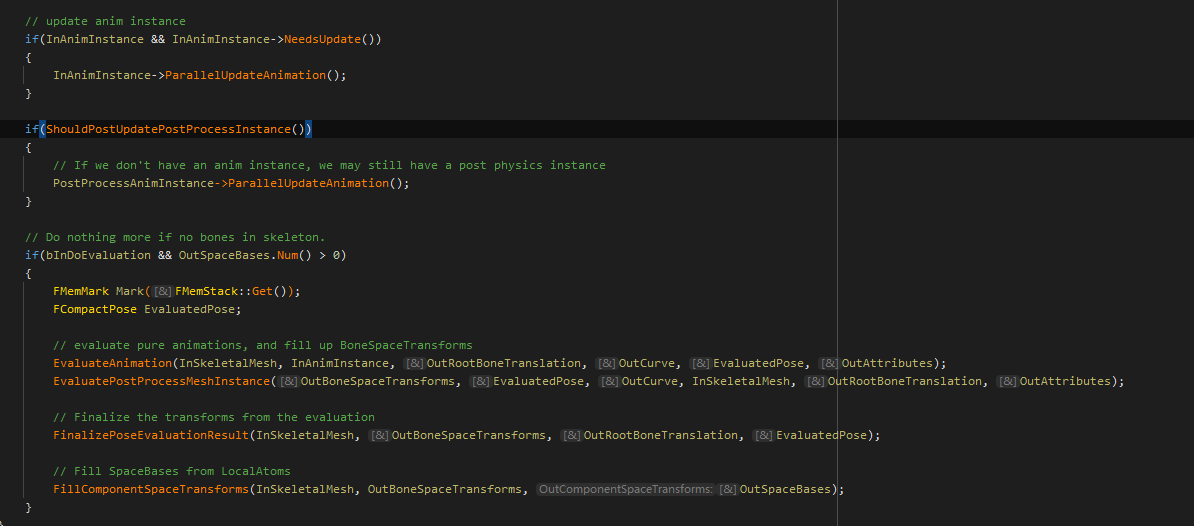 // update anim instance
if(InAnimInstance && InAnimInstance->NeedsUpdate())
{
InAnimInstance->ParallelUpdateAnimation();
}
if(ShouldPostUpdatePostProcessInstance())
{
// If we don't have an anim instance, we may still have a post physics instance
PostProcessAnimInstance->ParallelUpdateAnimation();
}
// Do nothing more if no bones in skeleton.
if(bInDoEvaluation && OutSpaceBases.Num() > 0)
{
FMemMark Mark([&]FMemStack::Get());
FCompactPose EvaluatedPose;
// evaluate pure animations, and fill up BoneSpaceTransforms
EvaluateAnimation(InSkeletalMesh, InAnimInstance, [&]OutRootBoneTranslation, [&]OutCurve, [&]EvaluatedPose, [&]OutAttributes);
EvaluatePostProcessMeshInstance([&]OutBoneSpaceTransforms, [&]EvaluatedPose, [&]OutCurve, InSkeletalMesh, [&]OutRootBoneTranslation, [&]OutAttributes);
// Finalize the transforms from the evaluation
FinalizePoseEvaluationResult(InSkeletalMesh, [&]OutBoneSpaceTransforms, [&]OutRootBoneTranslation, [&]EvaluatedPose);
// Fill SpaceBases from LocalAtoms
FillComponentSpaceTransforms(InSkeletalMesh, OutBoneSpaceTransforms, OutComponentSpaceTransforms: [&]OutSpaceBases);
}